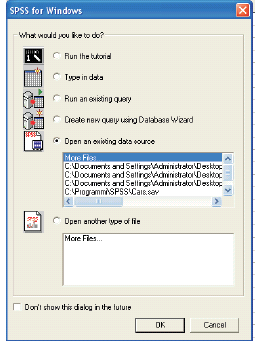 SPSS for Windows
What would you like to do?
Run the tutorial
Type in data
Run an existing query
Create new query using Database Wizard
Open an existing data source
More Files...
C:\Documents and Settings\Administrator\Desktop
C:\Documents and Settings\Administrator\Desktop
C:\Documents and Settings\Administrator\Desktop
C:\Programmi\SPSS\Cars.sav
Open another type of file
More Files...
Don't show this dialog in the future
OK
Cancel